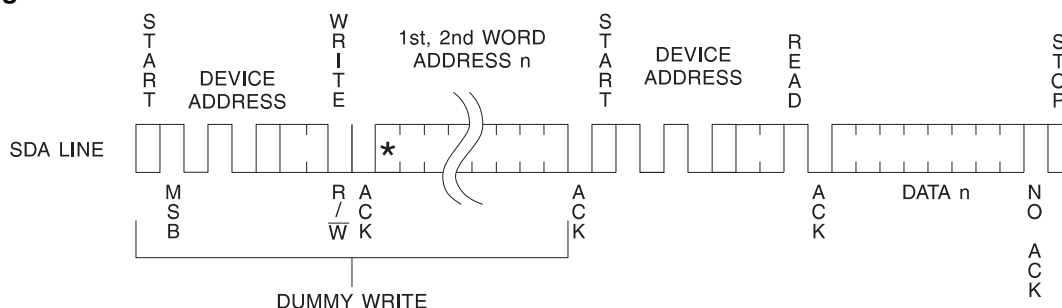 g
START
WRITE
1st, 2nd WORD
ADDRESS n
START
DEVICE
ADDRESS
READ
STOP
DEVICE
ADDRESS
SDA LINE
*
MSB
R/W
ACK
ACK
ACK
DATA n
NO ACK
DUMMY WRITE